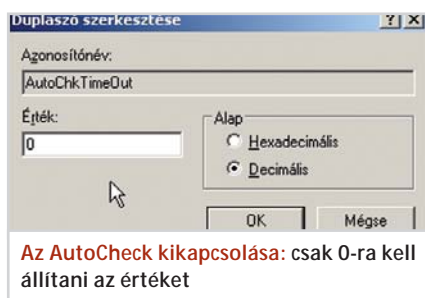 Duplaszó szerkesztése
Azonosítónév:
AutoChkTimeOut
Érték:
0
Alap
Hexadecimális
Decimális
OK
Mégse
Az AutoCheck kikapcsolása: csak 0-ra kell
állítani az értéket